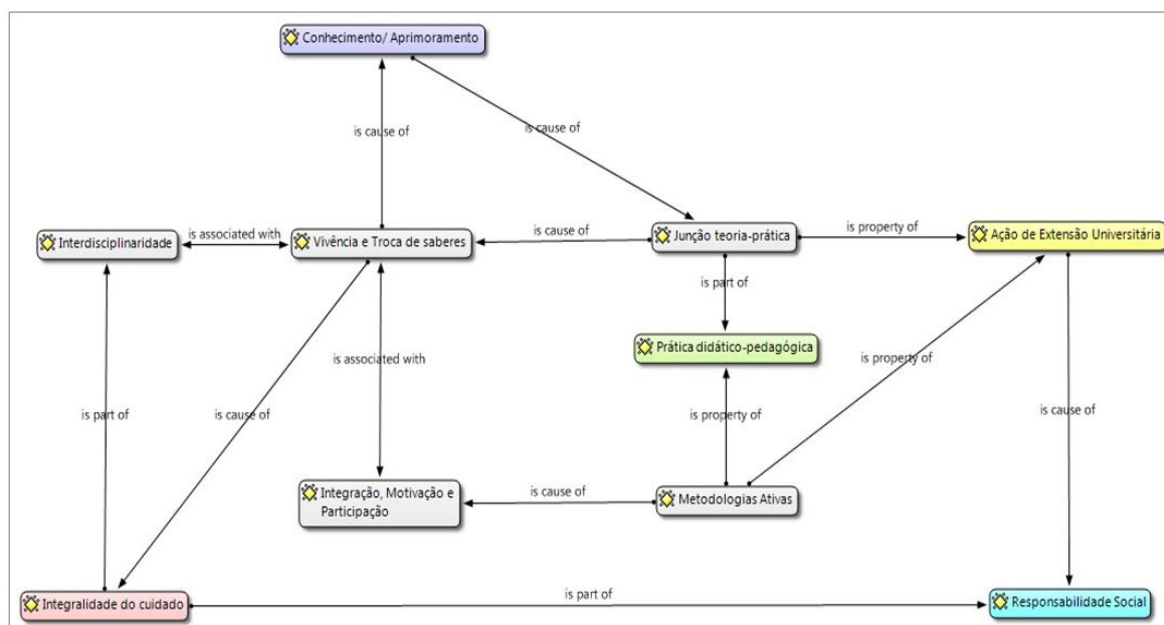 Conhecimento/ Aprimoramento
is cause of
is cause of
Interdisciplinaridade
is associated with
Vivência e Troca de saberes
is cause of
Junção teoria-prática
is property of
Ação de Extensão Universitária
is part of
Prática didático-pedagógica
is associated with
is property of
is part of
is cause of
is property of
is cause of
Integração, Motivação e
Participação
is cause of
Metodologias Ativas
Integralidade do cuidado
is part of
Responsabilidade Social